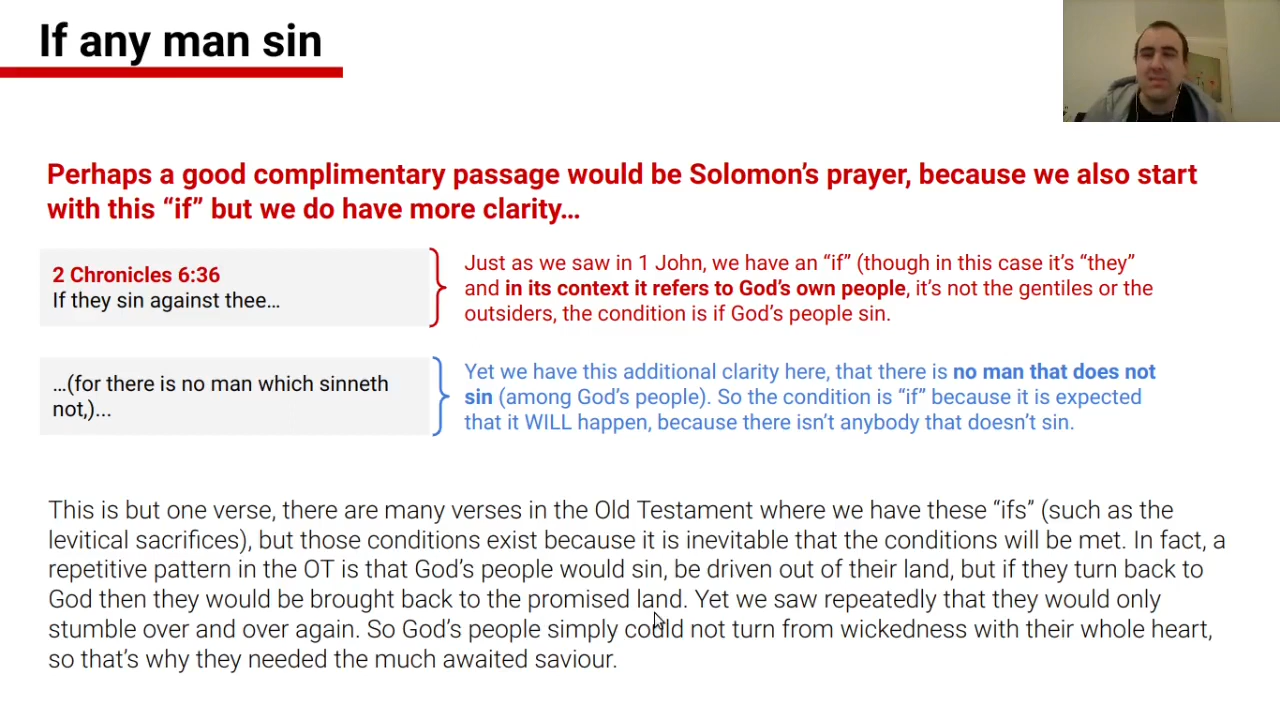 If any man sin
Perhaps a good complimentary passage would be Solomon's prayer, because we also start
with this “if” but we do have more clarity…
2 Chronicles 6:36
If they sin against thee…
Just as we saw in 1 John, we have an “if” (though in this case it's “they”
and in its context it refers to God's own people, it's not the gentiles or the
outsiders, the condition is if God's people sin.
…(for there is no man which sinneth
not,)...
Yet we have this additional clarity here, that there is no man that does not
sin (among God's people). So the condition is “if” because it is expected
that it WILL happen, because there isn't anybody that doesn't sin.
This is but one verse, there are many verses in the Old Testament where we have these “ifs” (such as the
levitical sacrifices), but those conditions exist because it is inevitable that the conditions will be met. In fact, a
repetitive pattern in the OT is that God's people would sin, be driven out of their land, but if they turn back to
God then they would be brought back to the promised land. Yet we saw repeatedly that they would only
stumble over and over again. So God's people simply could not turn from wickedness with their whole heart,
so that's why they needed the much awaited saviour.